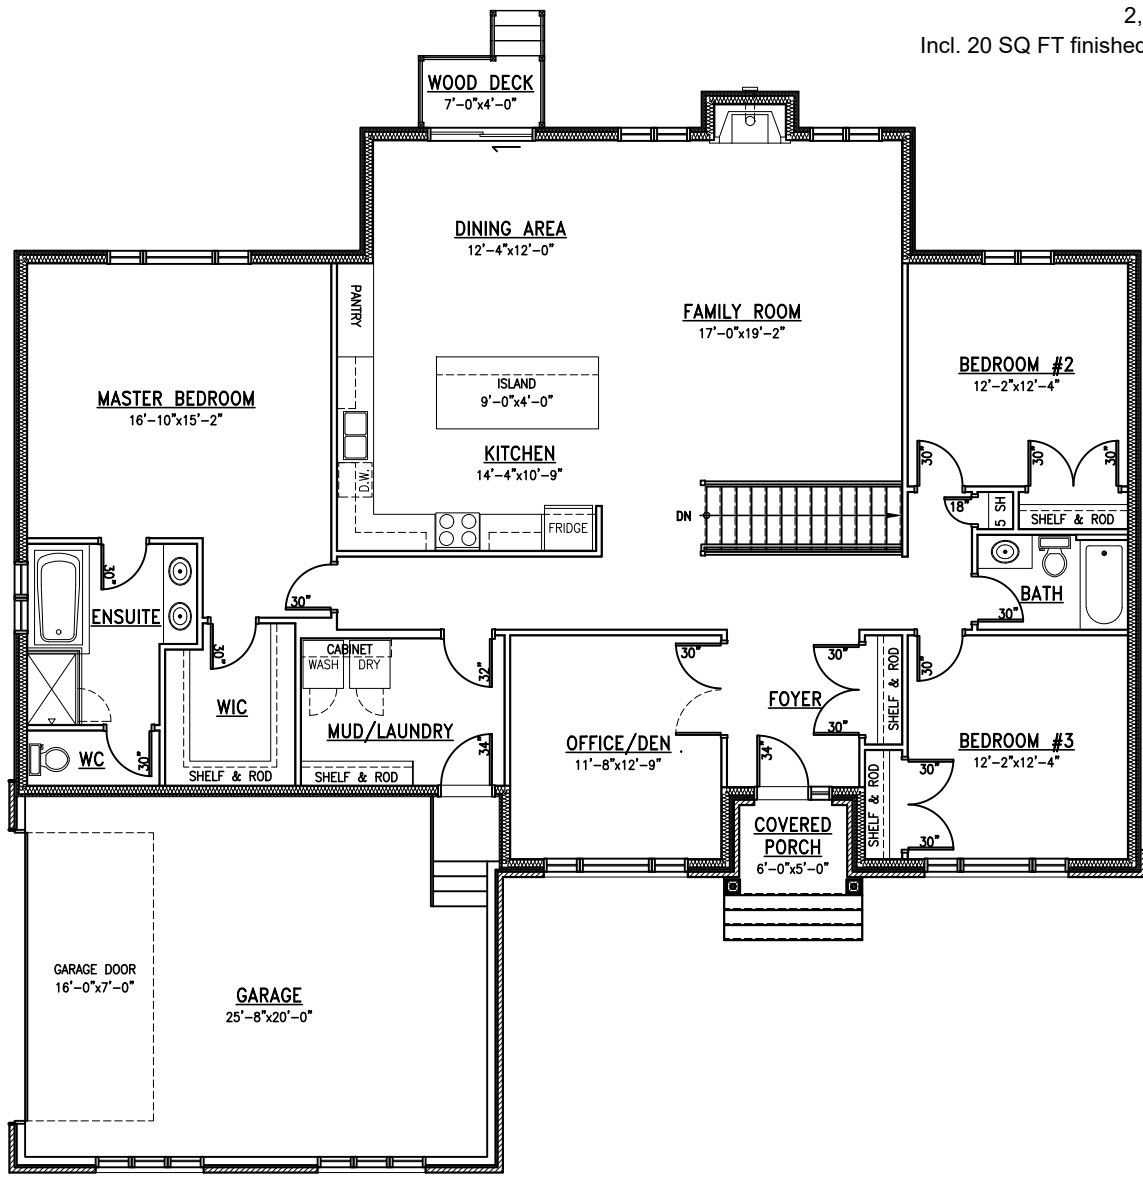 2,
Incl. 20 SQ FT finished
WOOD DECK
7'-0"x4'-0"
DINING AREA
12'-4"x12'-0"
PANTRY
FAMILY ROOM
17'-0"x19'-2"
BEDROOM #2
12'-2"x12'-4"
MASTER BEDROOM
16'-10"x15'-2"
ISLAND
9'-0"x4'-0"
KITCHEN
14'-4"x10'-9"
D.W.
FRIDGE
DN
30"
30"
30"
18"
5 SH
SHELF & ROD
30"
ENSUITE
30"
BATH
30"
30"
CABINET
WASH
DRY
32"
30"
30"
SHELF & ROD
30"
WIC
FOYER
MUD/LAUNDRY
30"
OFFICE/DEN
11'-8"x12'-9"
34"
34"
BEDROOM #3
12'-2"x12'-4"
WC
30"
SHELF & ROD
SHELF & ROD
SHELF & ROD
30"
30"
COVERED
PORCH
6'-0"x5'-0"
GARAGE DOOR
16'-0"x7'-0"
GARAGE
25'-8"x20'-0"